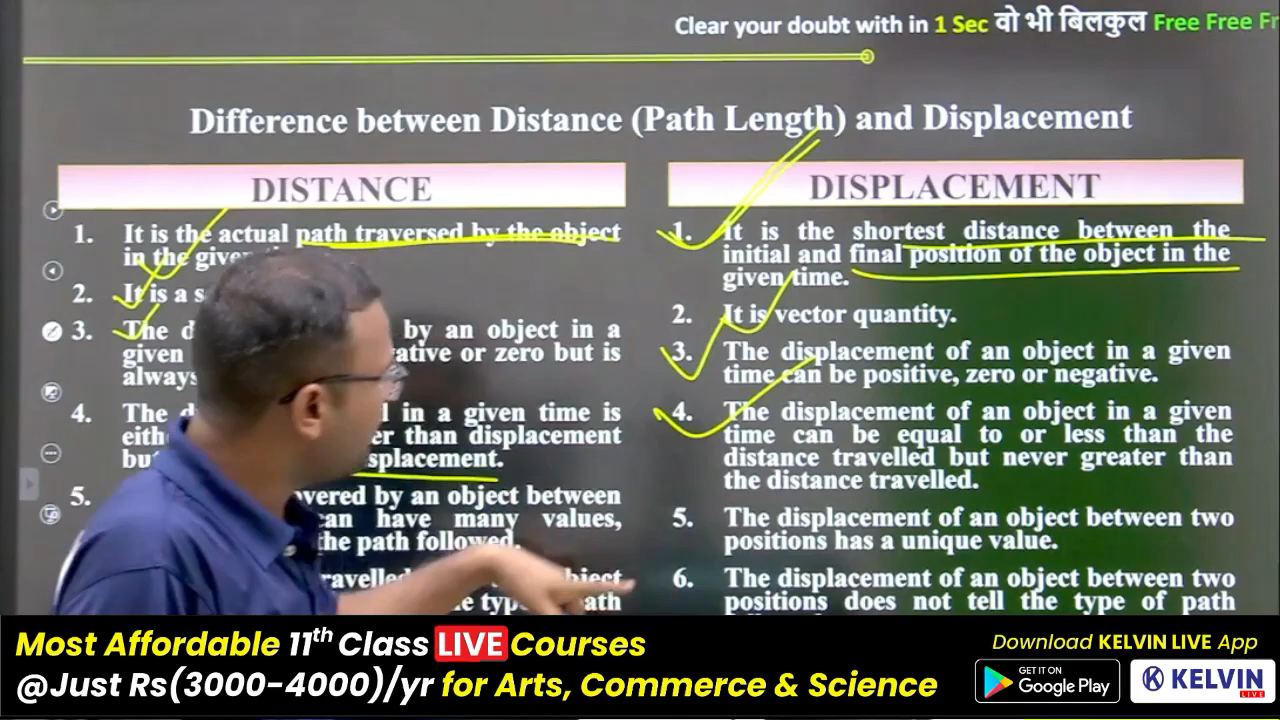 Clear your doubt with in 1 Sec वो भी बिलकुल Free Free Fr
Difference between Distance (Path Length) and Displacement
DISTANCE
1. It is the actual path traversed by the object
in the given
2. It is a
3. The by an object in a
given or zero but is
always
4. The in a given time is
than displacement
but
5. by an object between
can have many values,
the path followed.
object
path
DISPLACEMENT
1. It is the shortest distance between the
initial and final position of the object in the
given time.
2. It is vector quantity.
3. The displacement of an object in a given
time can be positive, zero or negative.
4. The displacement of an object in a given
time can be equal to or less than the
distance travelled but never greater than
the distance travelled.
5. The displacement of an object between two
positions has a unique value.
6. The displacement of an object between two
positions does not tell the type of path
Most Affordable 11th Class LIVE Courses
@Just Rs(3000-4000)/yr for Arts, Commerce & Science
Download KELVIN LIVE App
GET IT ON
Google Play
KELVIN
LIVE